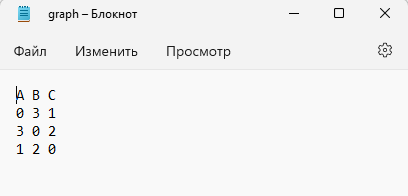 graph – Блокнот
Файл Изменить Просмотр
A B C
0 3 1
3 0 2
1 2 0